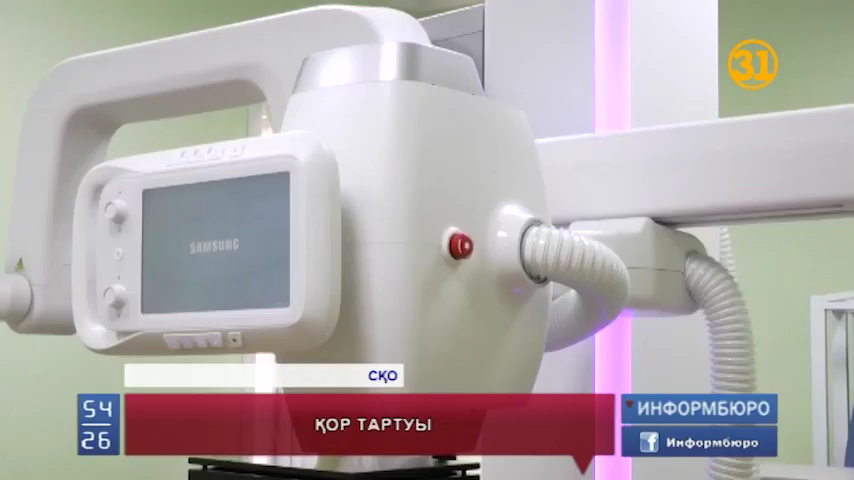 31
SAMSUNG
СҚО
54
26
ҚОР ТАРТУЫ
ИНФОРМБЮРО
Информбюро